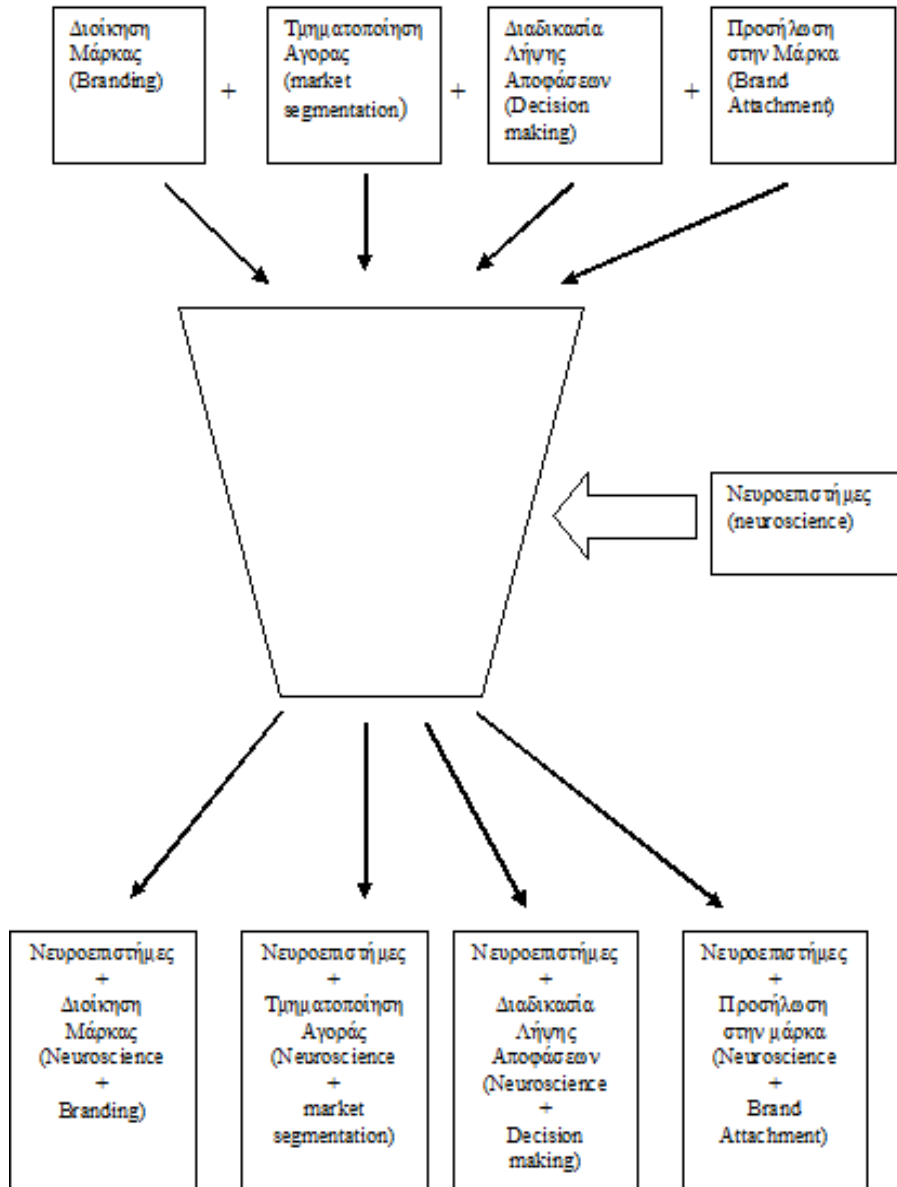 Διοίκηση
Μάρκας
(Branding)
+
Τμηματοποίηση
Αγορας
(market
segmentation)
+
Διαδικασία
Λήψης
Αποφάσεων
(Decision
making)
+
Προσήλωση
στην Μάρκα
(Brand
Attachment)
Νευροεπιστήμες
(neuroscience)
Νευροεπιστήμες
+
Διοίκηση
Μάρκας
(Neuroscience
+
Branding)
Νευροεπιστήμες
+
Τμηματοποίηση
Αγοράς
(Neuroscience
+
market
segmentation)
Νευροεπιστήμες
+
Διαδικασία
Λήψης
Αποφάσεων
(Neuroscience
+
Decision
making)
Νευροεπιστήμες
+
Προσήλωση
στην μάρκα
(Neuroscience
+
Brand
Attachment)